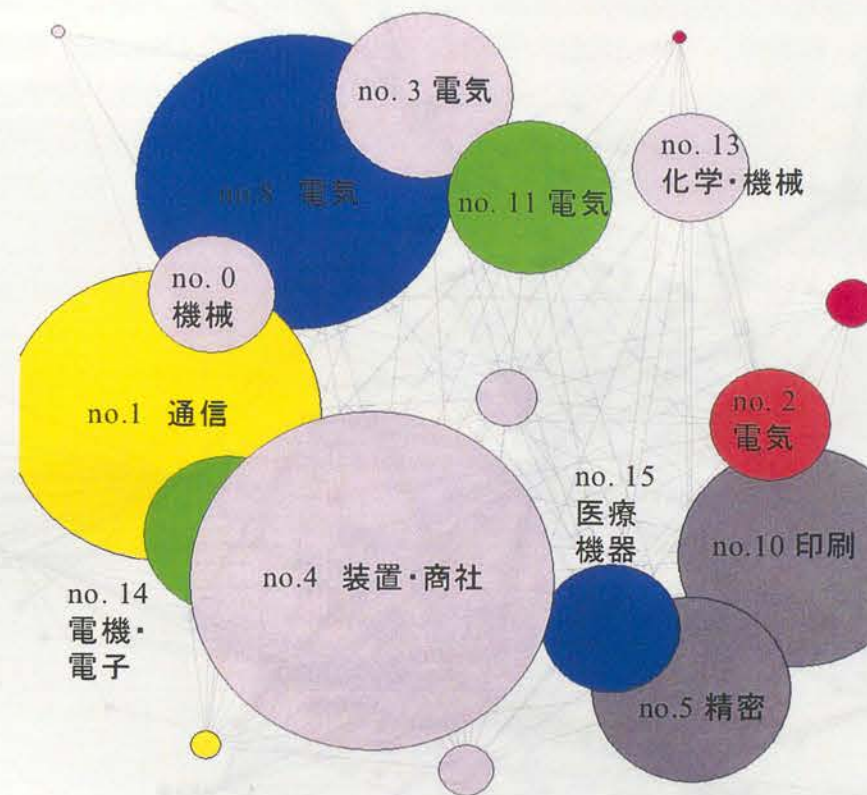 no. 3 電気
no. 13
化学・機械
no.8 電気
no. 11 電気
no. 0
機械
no. 2
電気
no.1 通信
no. 15
医療
機器
no.10 印刷
no.4 装置・商社
no. 14
電機・
電子
no.5 精密